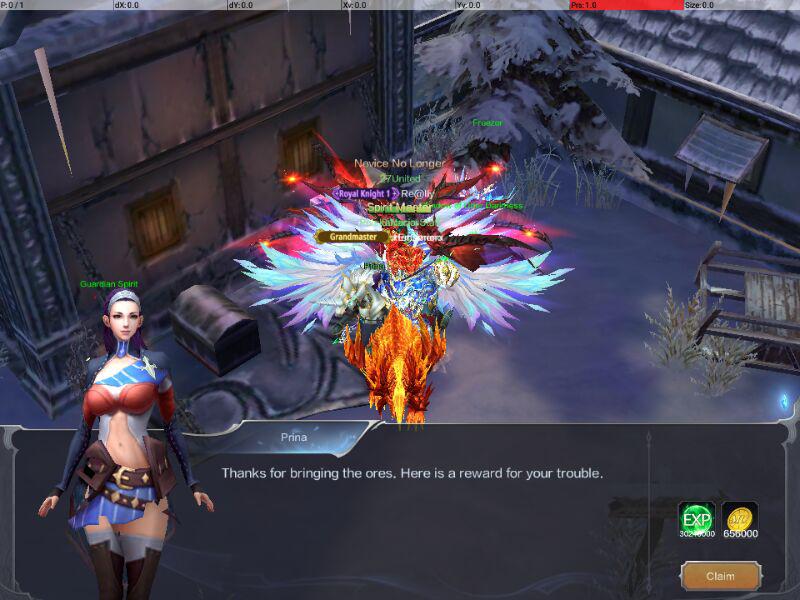 P: 0 / 1 dX: 0.0 dY: 0.0 Xv: 0.0 Yv: 0.0 Prs: 1.0 Size: 0.0
Freezer
Novice No Longer
27United
Royal Knight 1
Spirit Master
Darkness
Grandmaster
Guardian Spirit
Prina
Thanks for bringing the ores. Here is a reward for your trouble.
EXP
656000
Claim